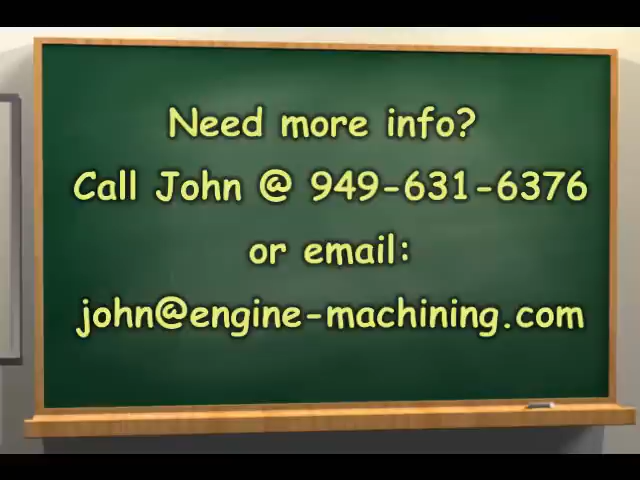 Need more info?
Call John @ 949-631-6376
or email:
john@engine-machining.com